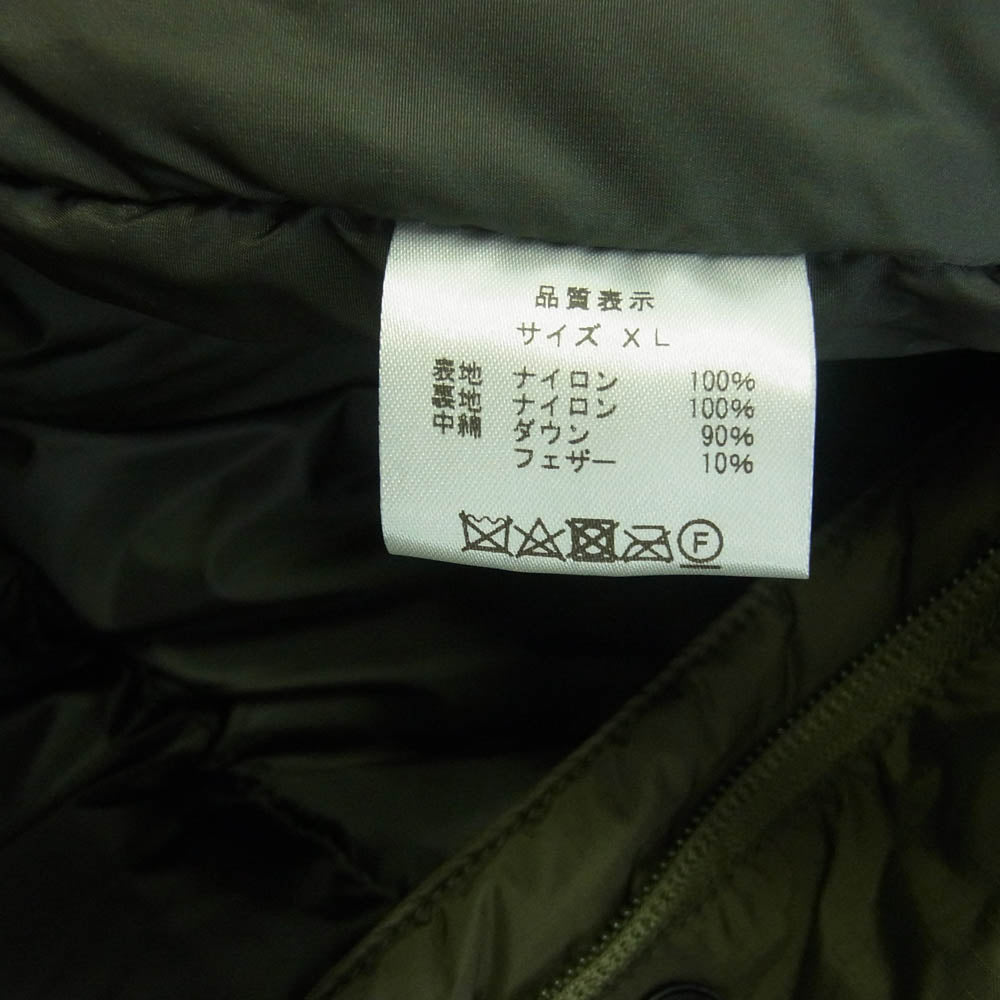 品質表示
サイズ XL
表地 ナイロン 100%
裏地 ナイロン 100%
中綿 ダウン 90%
フェザー 10%
F